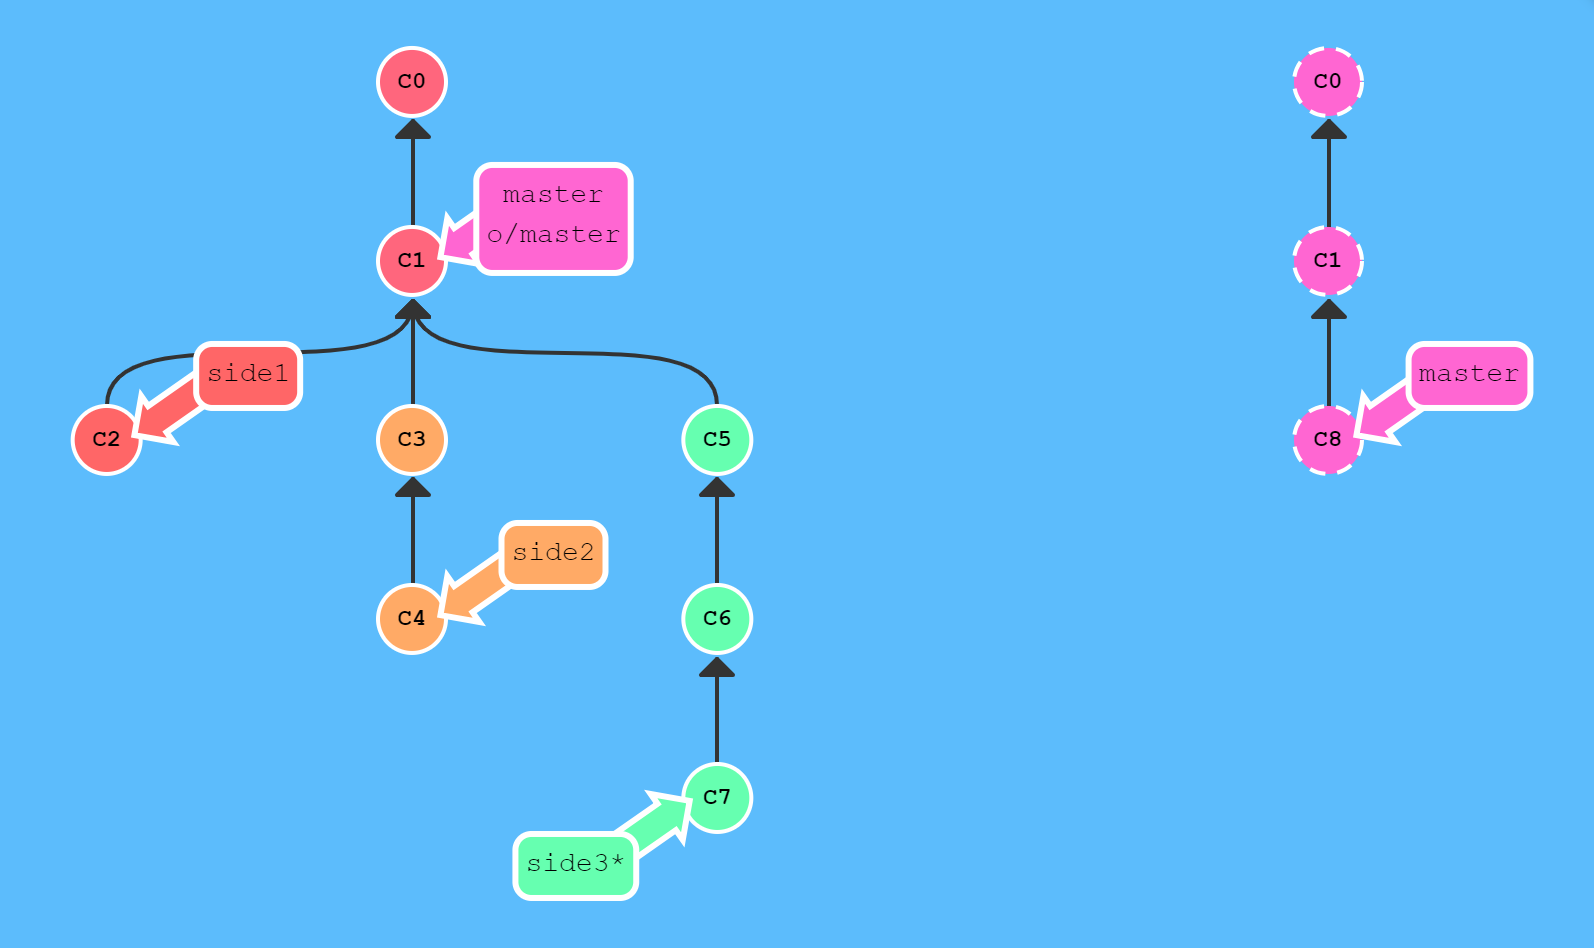 C0
C0
master
o/master
C1
C1
side1
master
C2
C3
C5
C8
side2
C4
C6
C7
side3*